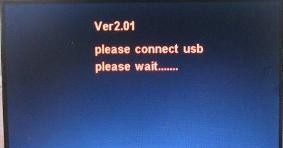 Ver2.01
please connect usb
please wait.......